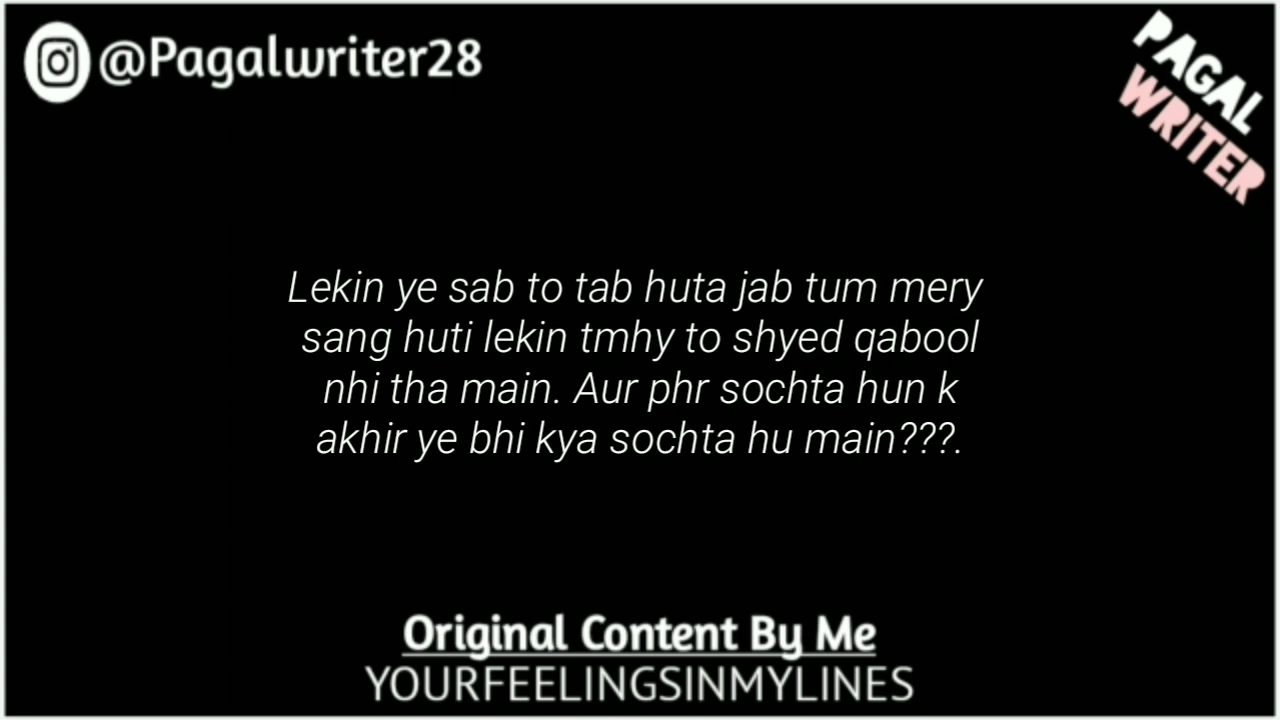 @Pagalwriter28
PAGAL
WRITER
Lekin ye sab to tab huta jab tum mery
sang huti lekin tmhy to shyed qabool
nhi tha main. Aur phr sochta hun k
akhir ye bhi kya sochta hu main???.
Original Content By Me
YOURFEELINGSINMYLINES